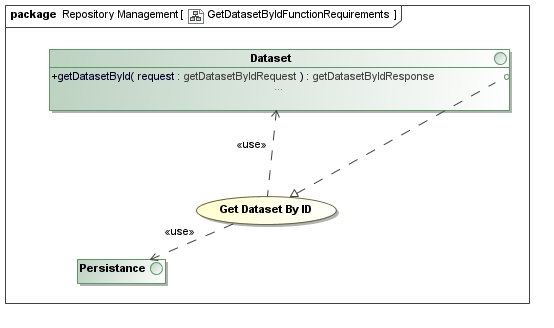 package Repository Management[ GetDatasetByIdFunctionRequirements ]
Dataset
+getDatasetById( request : getDatasetByIdRequest ) : getDatasetByIdResponse
...
«use»
Get Dataset By ID
«use»
Persistance